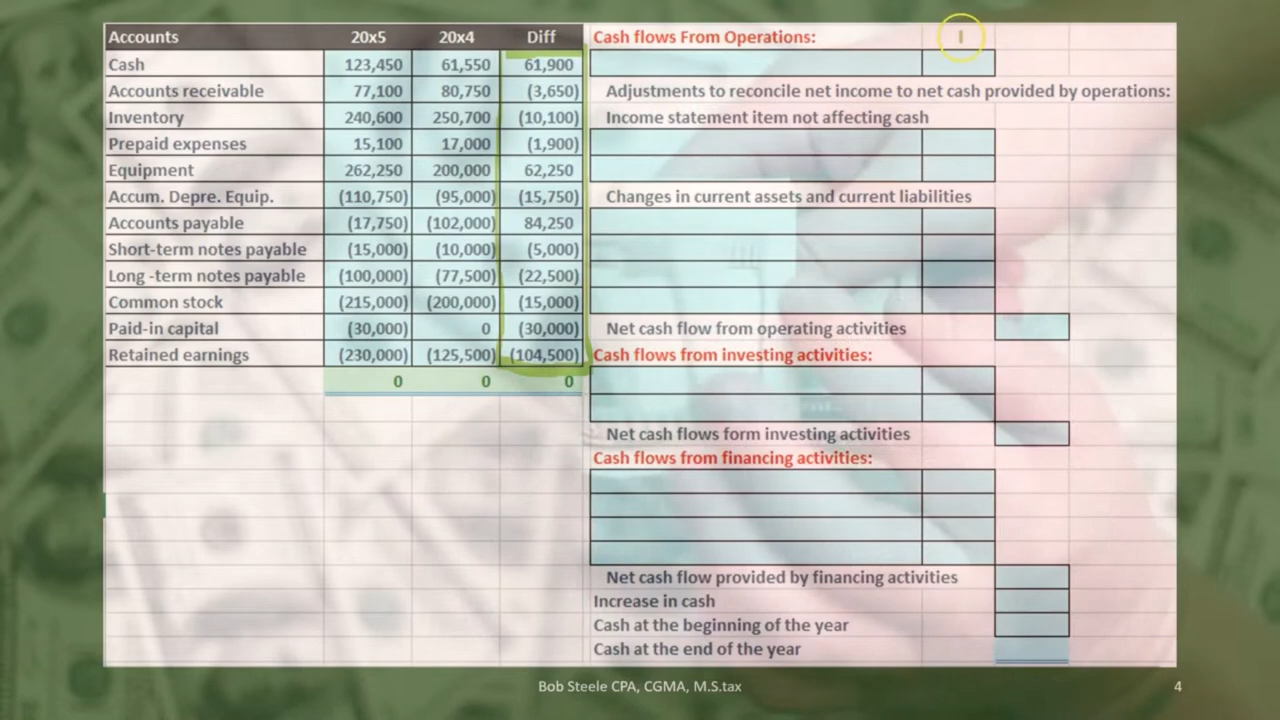 Accounts 20x5 20x4 Diff
Cash 123,450 61,550 61,900
Accounts receivable 77,100 80,750 (3,650)
Inventory 240,600 250,700 (10,100)
Prepaid expenses 15,100 17,000 (1,900)
Equipment 262,250 200,000 62,250
Accum. Depre. Equip. (110,750) (95,000) (15,750)
Accounts payable (17,750) (102,000) 84,250
Short-term notes payable (15,000) (10,000) (5,000)
Long -term notes payable (100,000) (77,500) (22,500)
Common stock (215,000) (200,000) (15,000)
Paid-in capital (30,000) 0 (30,000)
Retained earnings (230,000) (125,500) (104,500)
0 0 0
Cash flows From Operations:
Adjustments to reconcile net income to net cash provided by operations:
Income statement item not affecting cash
Changes in current assets and current liabilities
Net cash flow from operating activities
Cash flows from investing activities:
Net cash flows form investing activities
Cash flows from financing activities:
Net cash flow provided by financing activities
Increase in cash
Cash at the beginning of the year
Cash at the end of the year
Bob Steele CPA, CGMA, M.S.tax
4